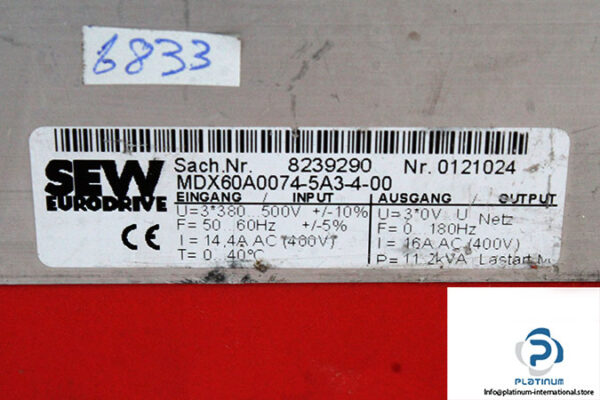 6833
SEW
EURODRIVE
Sach.Nr. 8239290 Nr. 0121024
MDX60A0074-5A3-4-00
EINGANG / INPUT AUSGANG / OUTPUT
U=3*380...500V +/-10% U=3*0V...U Netz
F= 50...60Hz +/-5% F= 0...180Hz
I = 14,4A AC (400V) I = 16A AC (400V)
T= 0...40°C P= 11,2kVA Lastart
CE
P
PLATINUM
Info@platinum-international.store